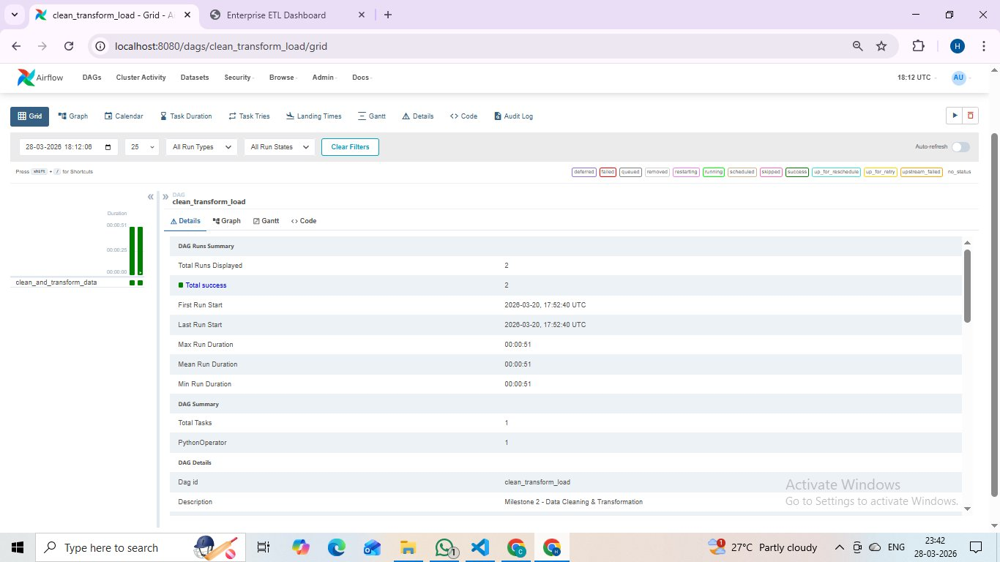 clean_transform_load - Grid - A
Enterprise ETL Dashboard
localhost:8080/dags/clean_transform_load/grid
H
Airflow DAGs Cluster Activity Datasets Security Browse Admin Docs 18:12 UTC AU
Grid Graph Calendar Task Duration Task Tries Landing Times Gantt Details <> Code Audit Log
28-03-2026 18:12:06 25 All Run Types All Run States Clear Filters Auto-refresh
Press shift + / for Shortcuts
deferred failed queued removed restarting running scheduled skipped success up_for_reschedule up_for_retry upstream_failed no_status
DAG
clean_transform_load
Duration
00:00:51
00:00:25
00:00:00
clean_and_transform_data
Details Graph Gantt <> Code
DAG Runs Summary
Total Runs Displayed 2
Total success 2
First Run Start 2026-03-20, 17:52:40 UTC
Last Run Start 2026-03-20, 17:52:40 UTC
Max Run Duration 00:00:51
Mean Run Duration 00:00:51
Min Run Duration 00:00:51
DAG Summary
Total Tasks 1
PythonOperator 1
DAG Details
Dag id clean_transform_load
Description Milestone 2 - Data Cleaning & Transformation
Activate Windows
Go to Settings to activate Windows.
Type here to search
1
C
H
1
27°C Partly cloudy
ENG
23:42
28-03-2026